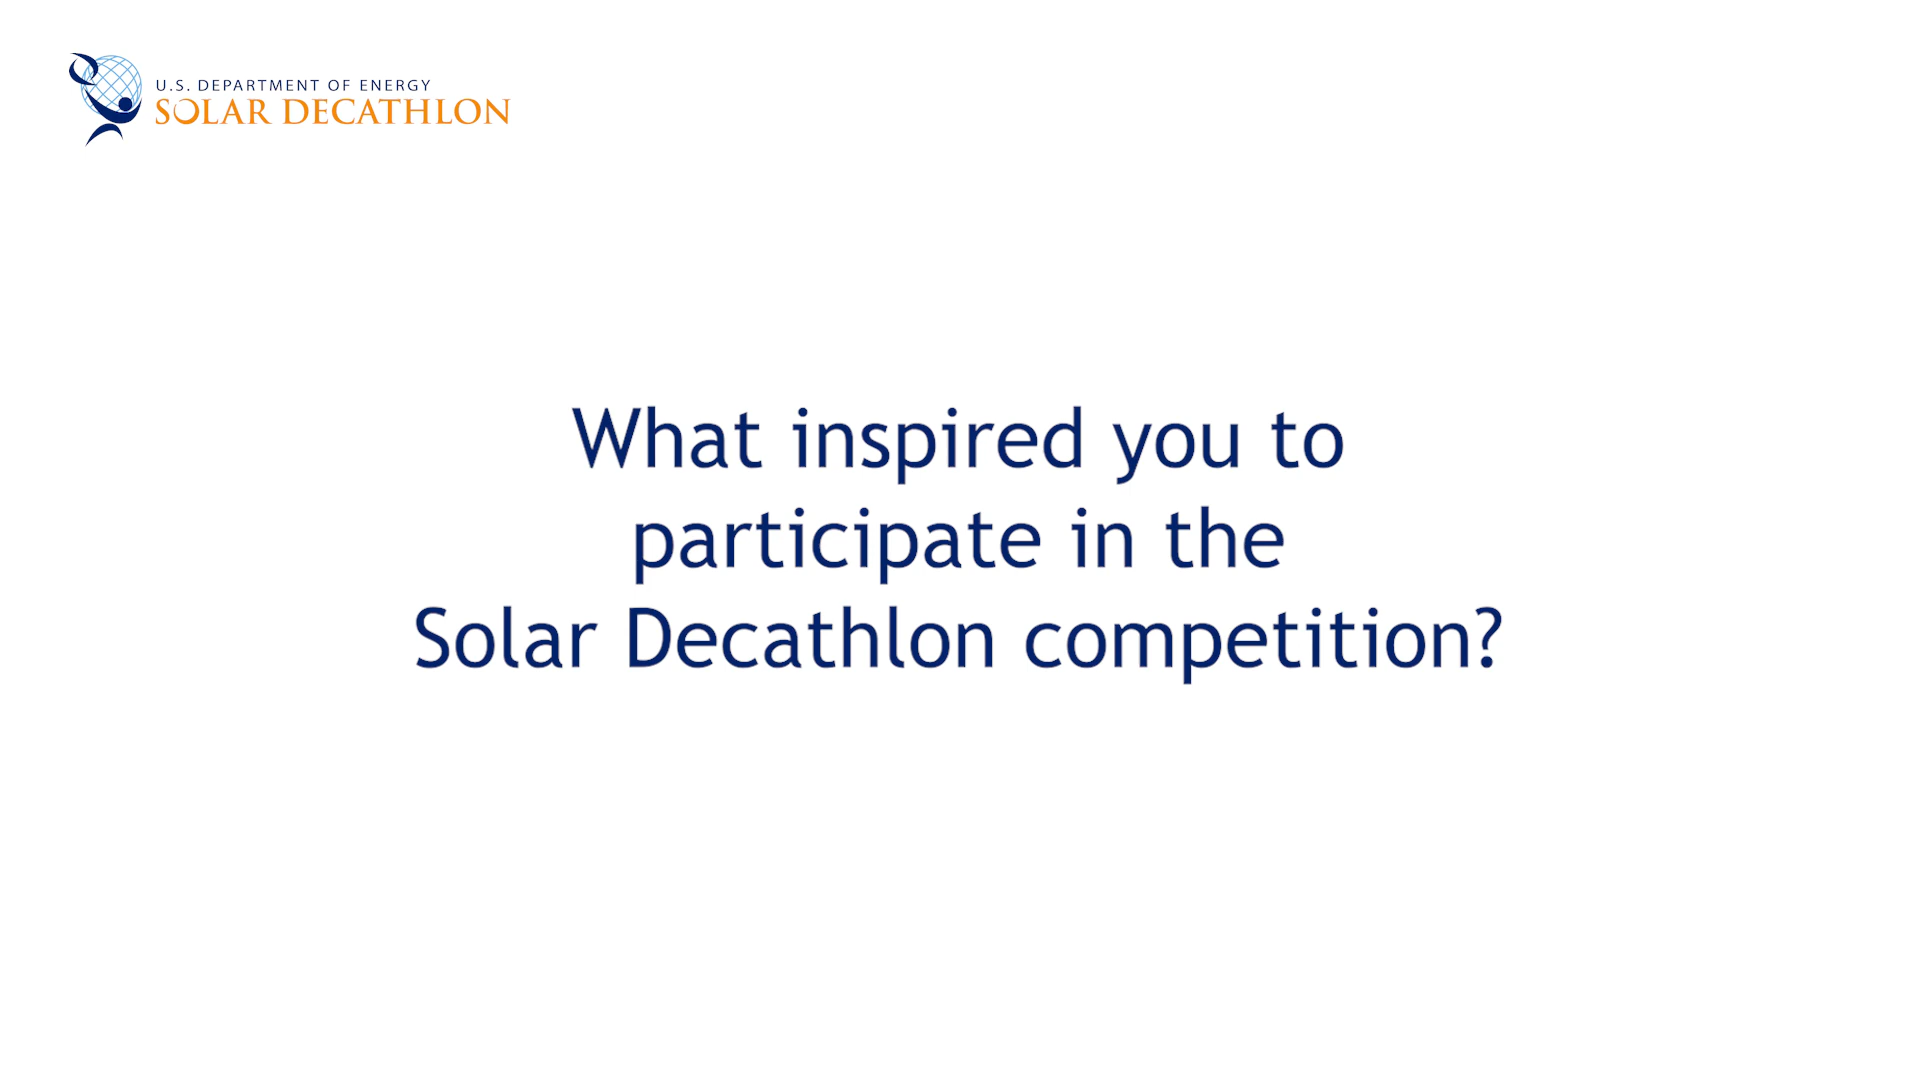 U.S. DEPARTMENT OF ENERGY
SOLAR DECATHLON
What inspired you to
participate in the
Solar Decathlon competition?